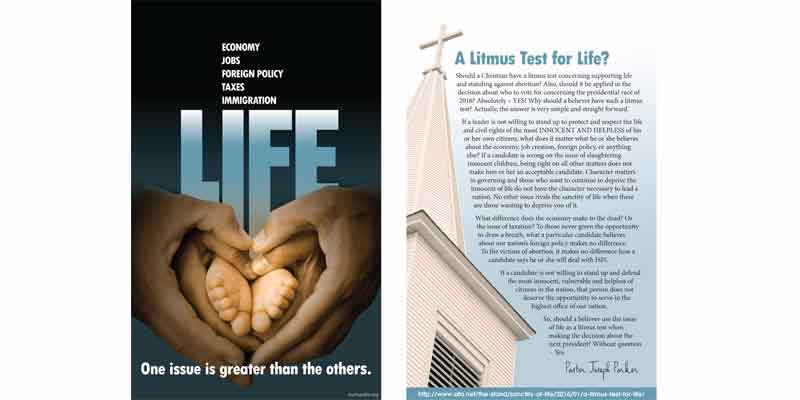 ECONOMY
JOBS
FOREIGN POLICY
TAXES
IMMIGRATION
LIFE
One issue is greater than the others.
A Litmus Test for Life?
Should a Christian have a litmus test concerning supporting life
and standing against abortion? Also, should it be applied in the
decision about who to vote for concerning the presidential race of
2016? Absolutely – YES! Why should a believer have such a litmus
test? Actually, the answer is very simple and straight forward.
If a leader is not willing to stand up to protect and respect the life
and civil rights of the most INNOCENT AND HELPLESS of his
or her own citizens, what does it matter what he or she believes
about the economy, job creation, foreign policy, or anything
else? If a candidate is wrong on the issue of slaughtering
innocent children, being right on all other matters does not
make him or her an acceptable candidate. Character matters
in governing and those who want to continue to deprive the
innocent of life do not have the character necessary to lead a
nation. No other issue rivals the sanctity of life when there
are those wanting to deprive you of it.
What difference does the economy make to the dead? Or
the issue of taxation? To those never given the opportunity
to draw a breath, what a particular candidate believes
about our nation's foreign policy makes no difference.
To the victims of abortion, it makes no difference how a
candidate says he or she will deal with ISIS.
If a candidate is not willing to stand up and defend
the most innocent, vulnerable and helpless of
citizens in the nation, that person does not
deserve the opportunity to serve in the
highest office of our nation.
So, should a believer use the issue
of life as a litmus test when
making the decision about the
next president? Without question
– Yes
Pastor Joseph Parker
http://www.afa.net/the-stand/sanctity-of-life/2016/01/a-litmus-test-for-life/